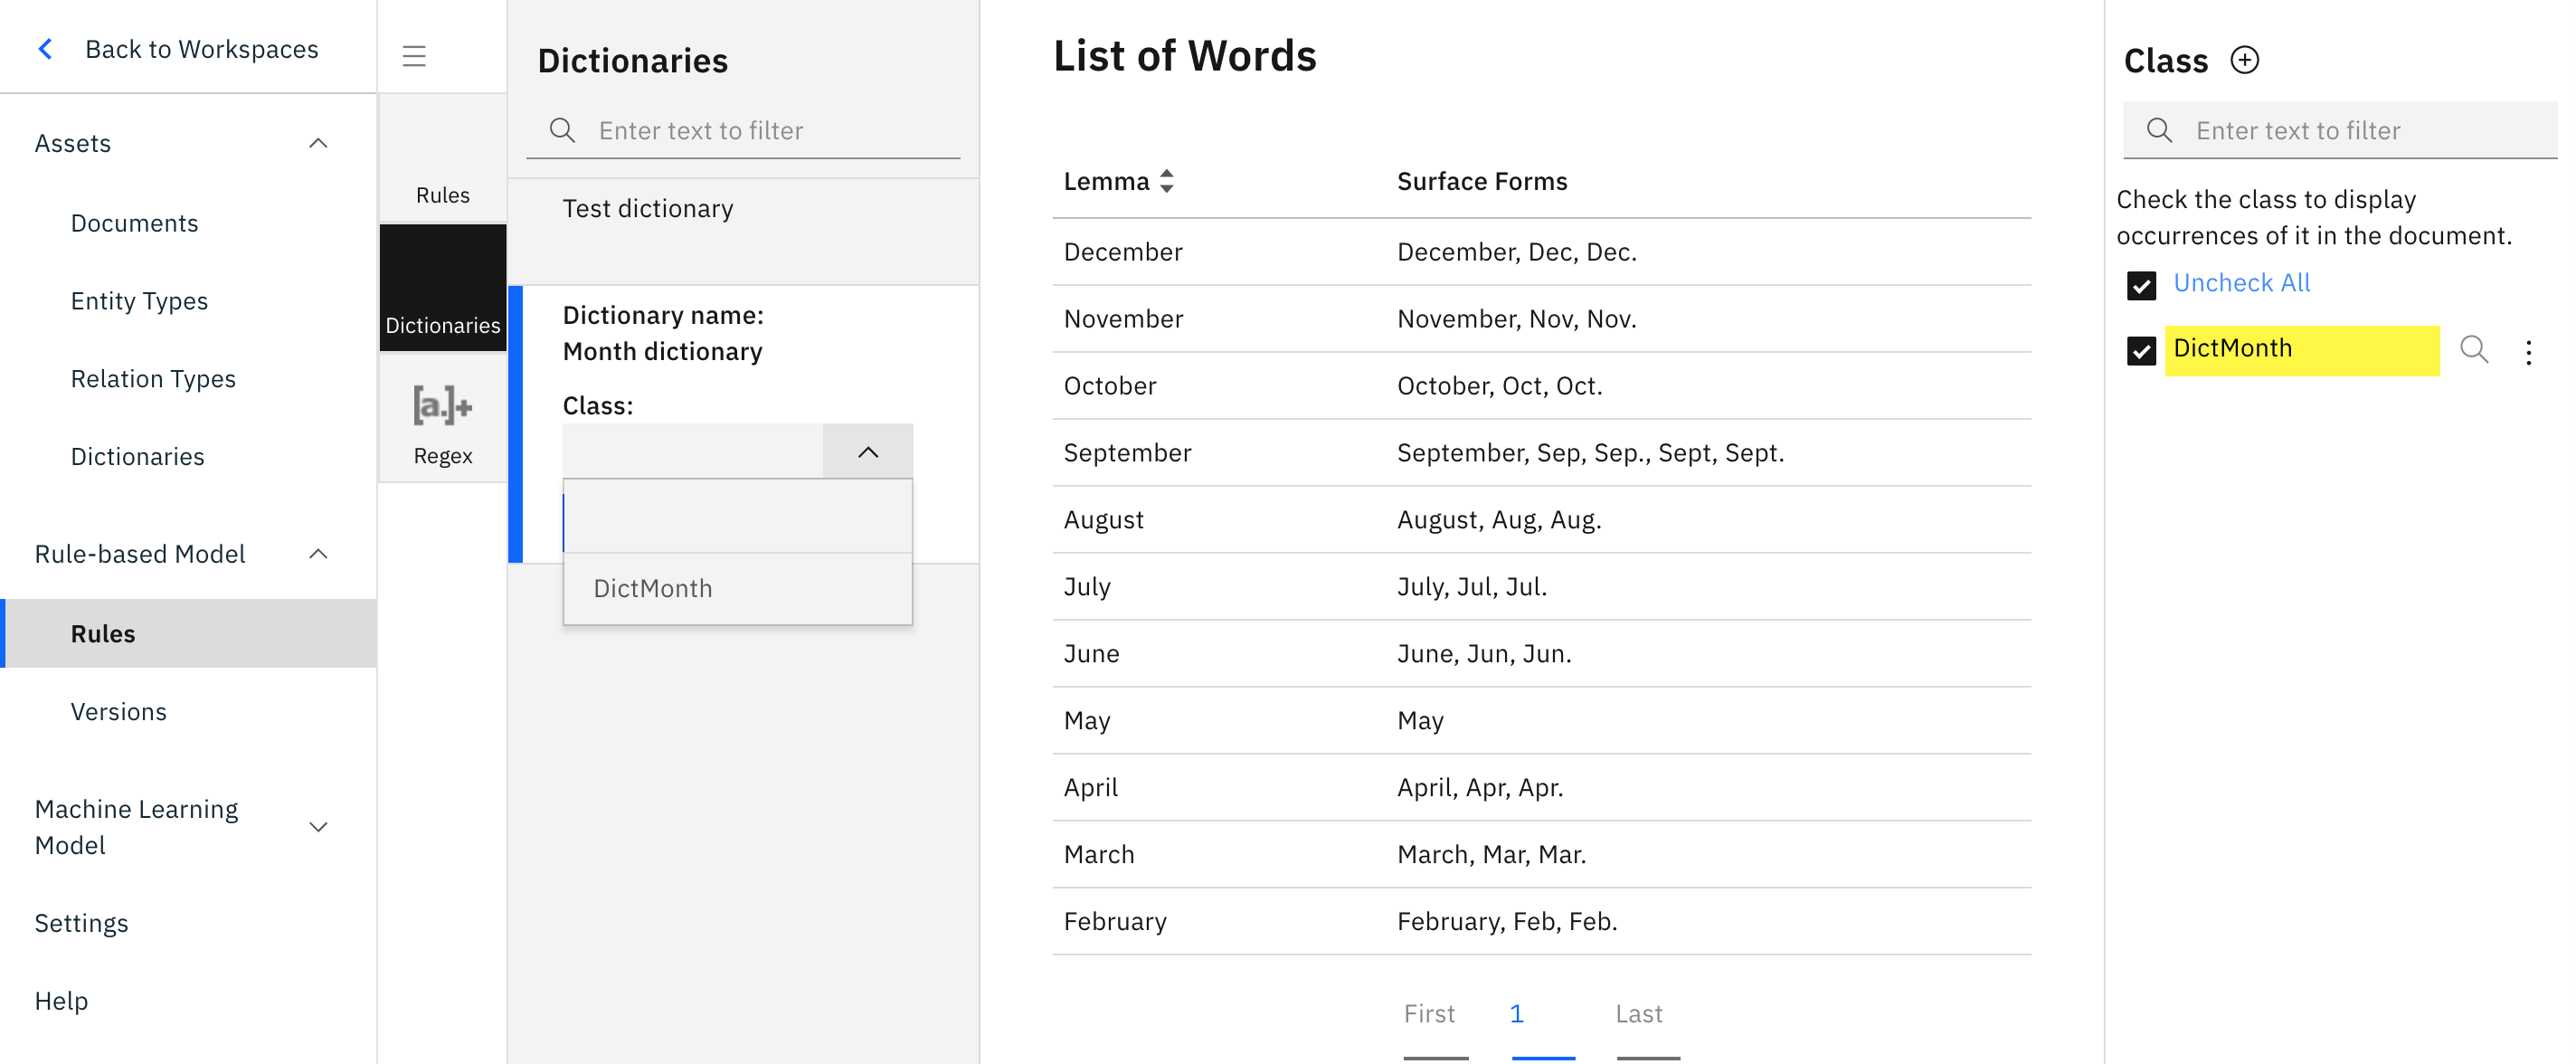 Back to Workspaces
Assets
Documents
Entity Types
Relation Types
Dictionaries
Rule-based Model
Rules
Versions
Machine Learning
Model
Settings
Help
Rules
Dictionaries
[a.]+
Regex
Dictionaries
Enter text to filter
Test dictionary
Dictionary name:
Month dictionary
Class:
DictMonth
List of Words
Lemma Surface Forms
December December, Dec, Dec.
November November, Nov, Nov.
October October, Oct, Oct.
September September, Sep, Sep., Sept, Sept.
August August, Aug, Aug.
July July, Jul, Jul.
June June, Jun, Jun.
May May
April April, Apr, Apr.
March March, Mar, Mar.
February February, Feb, Feb.
First 1 Last
Class
Enter text to filter
Check the class to display
occurrences of it in the document.
Uncheck All
DictMonth